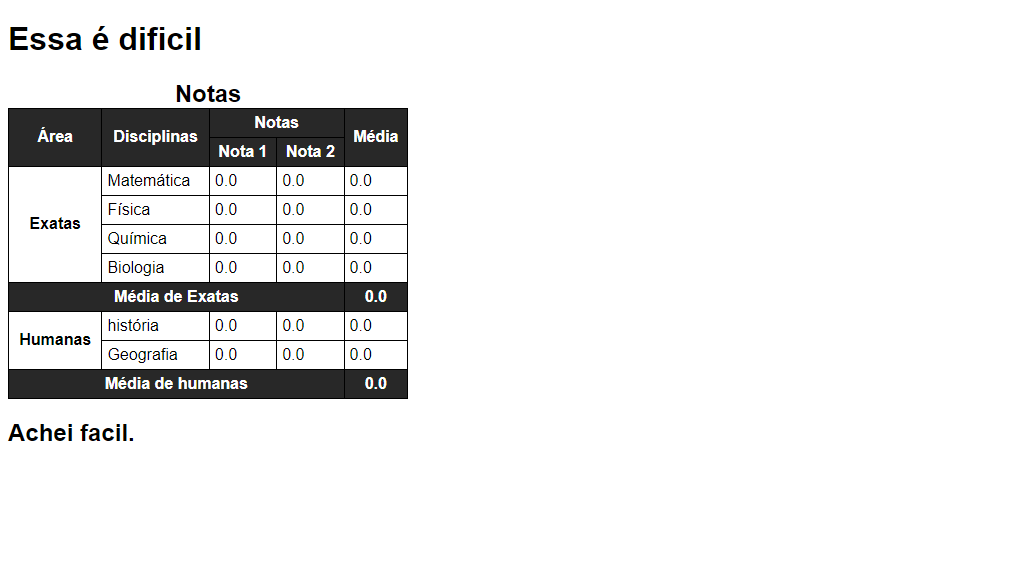 Essa é dificil
Notas
Área Disciplinas Notas Média
Nota 1 Nota 2
Exatas
Matemática 0.0 0.0 0.0
Física 0.0 0.0 0.0
Química 0.0 0.0 0.0
Biologia 0.0 0.0 0.0
Média de Exatas 0.0
Humanas
história 0.0 0.0 0.0
Geografia 0.0 0.0 0.0
Média de humanas 0.0
Achei facil.